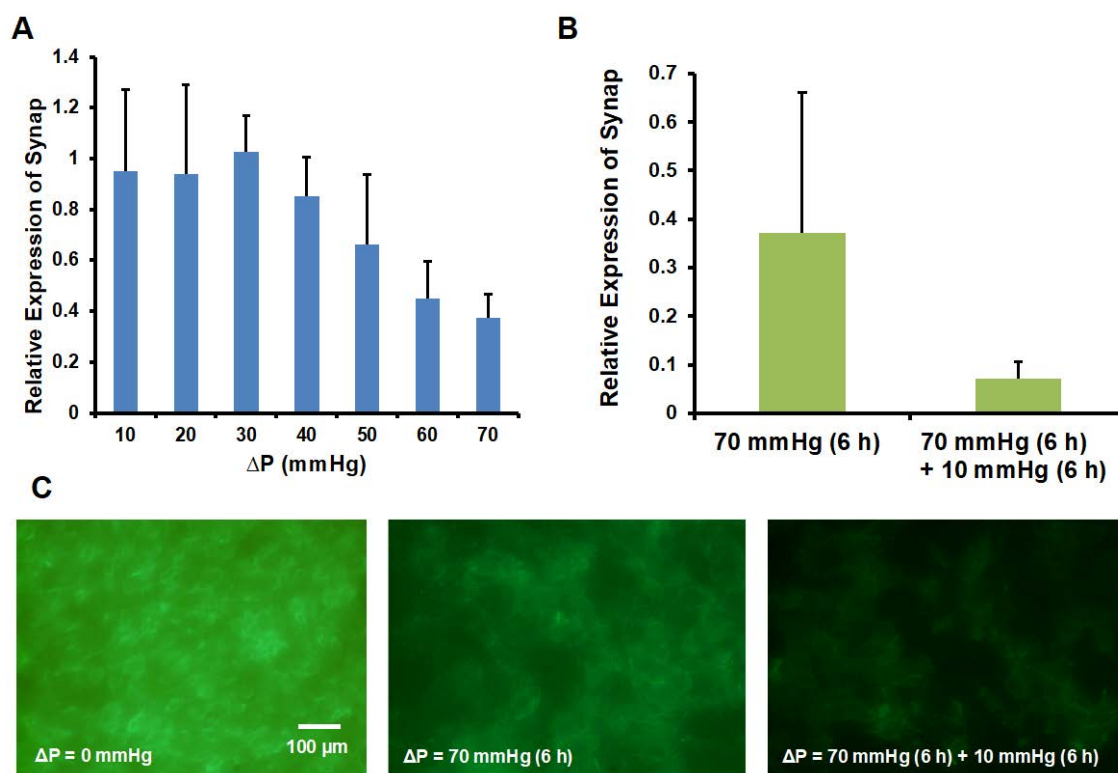 A
Relative Expression of Synap
1.4
1.2
1
0.8
0.6
0.4
0.2
0
10 20 30 40 50 60 70
ΔP (mmHg)
B
Relative Expression of Synap
0.7
0.6
0.5
0.4
0.3
0.2
0.1
0
70 mmHg (6 h)
70 mmHg (6 h)
+ 10 mmHg (6 h)
C
ΔP = 0 mmHg
100 µm
ΔP = 70 mmHg (6 h)
ΔP = 70 mmHg (6 h) + 10 mmHg (6 h)